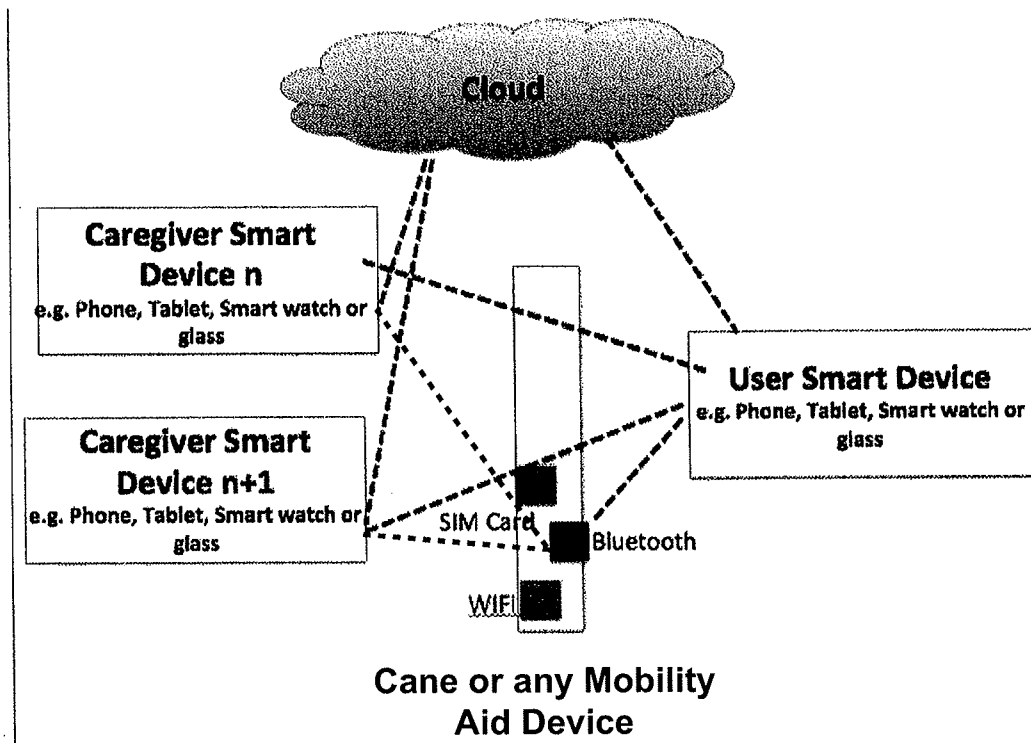 Cloud
Caregiver Smart
Device n
e.g. Phone, Tablet, Smart watch or
glass
User Smart Device
e.g. Phone, Tablet, Smart watch or
glass
Caregiver Smart
Device n+1
e.g. Phone, Tablet, Smart watch or
glass
SIM Card
Bluetooth
WIFI
Cane or any Mobility
Aid Device